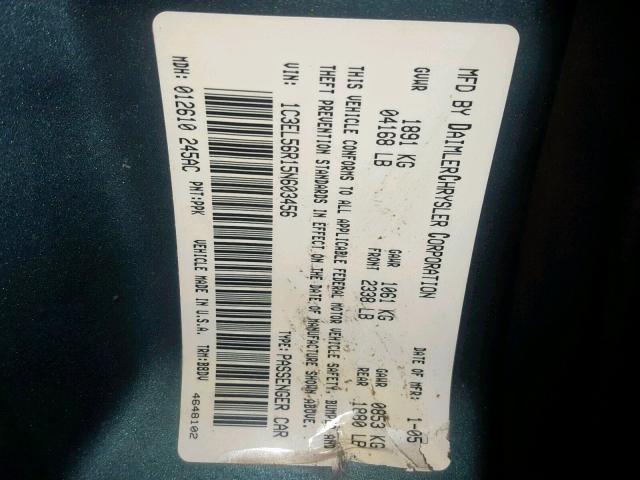 MFD BY DAIMLERCHRYSLER CORPORATION DATE OF MFR: 1-05
GVWR 1891 KG GAWR 1061 KG GAWR 0853 KG
04168 LB FRONT 2338 LB REAR 1880 LB
THIS VEHICLE CONFORMS TO ALL APPLICABLE FEDERAL MOTOR VEHICLE SAFETY, BUMPER AND
THEFT PREVENTION STANDARDS IN EFFECT ON THE DATE OF MANUFACTURE SHOWN ABOVE.
VIN: 1C3EL56R15N603456 TYPE: PASSENGER CAR
MDH: 012610 245AC PNT: PPK VEHICLE MADE IN U.S.A. TRM: BBDV
4648102